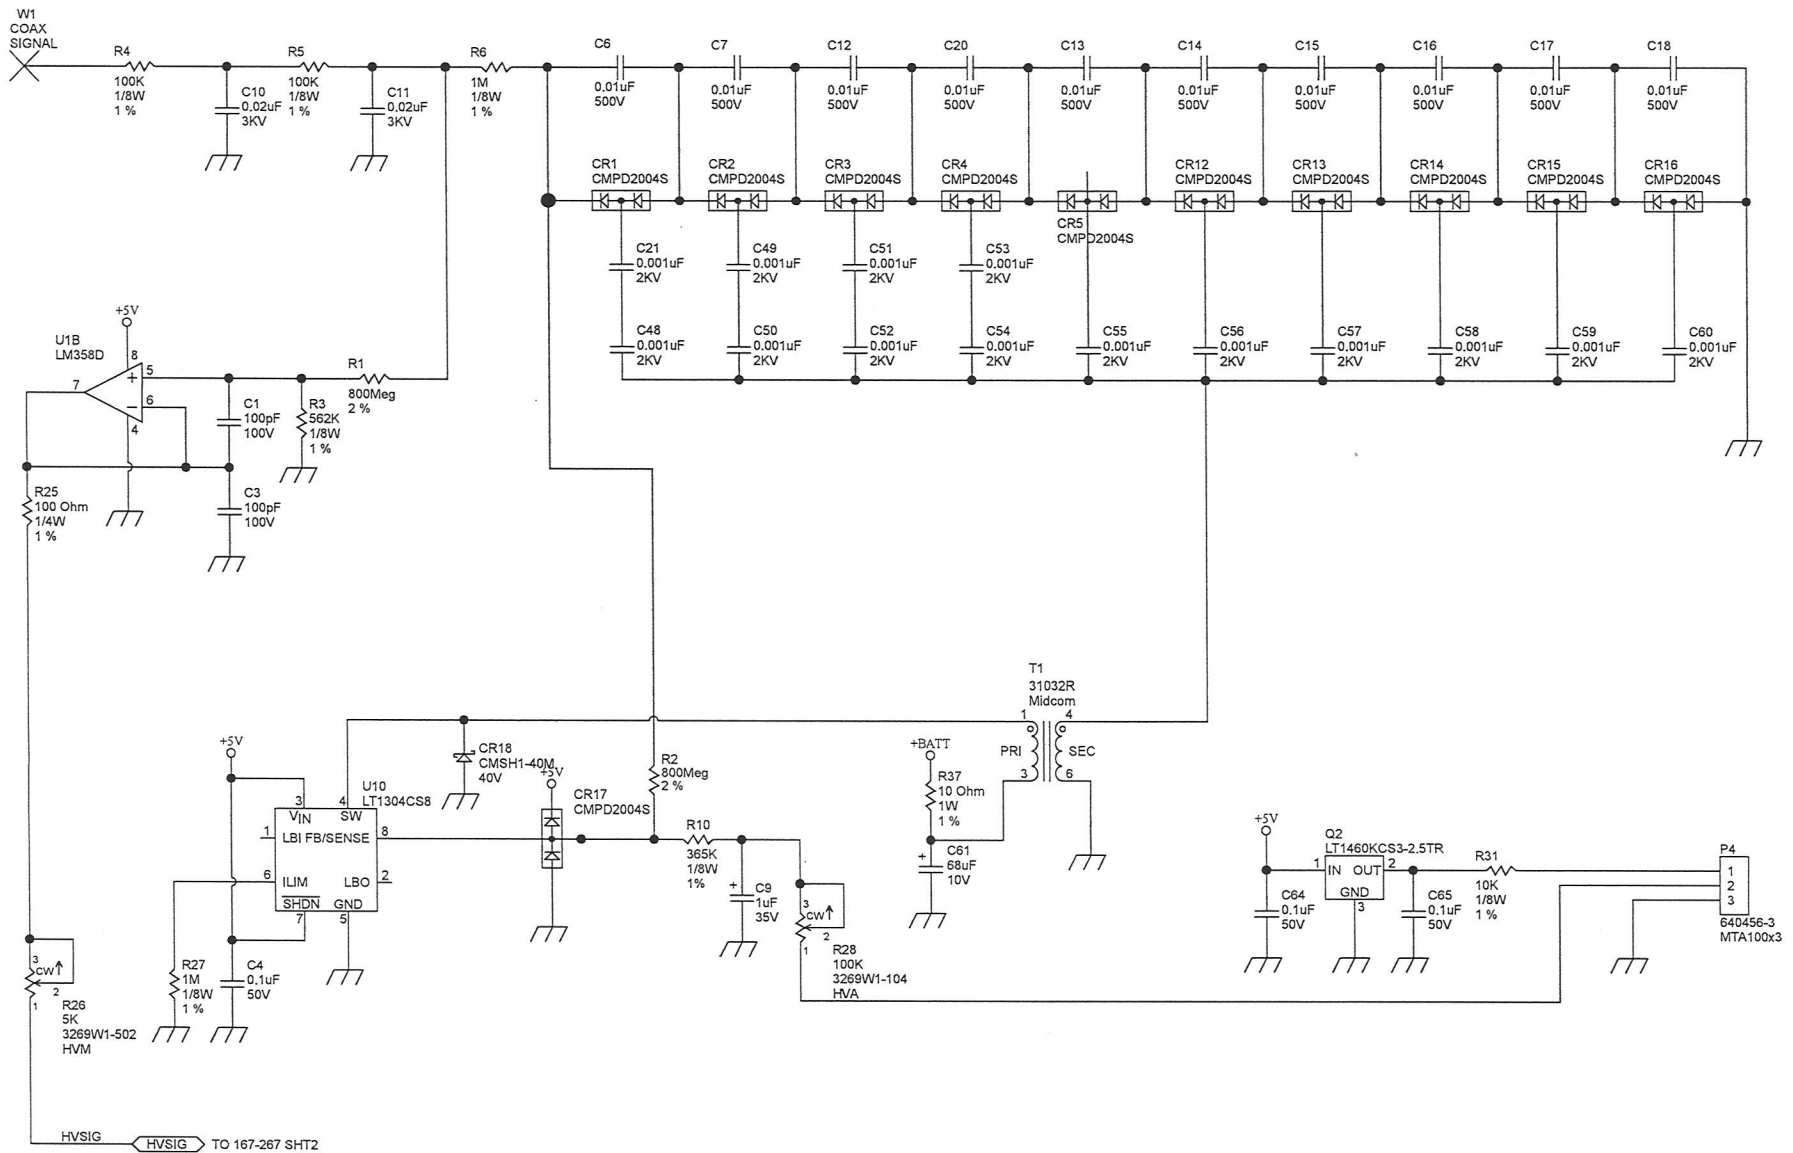 W1
COAX
SIGNAL
R4
100K
1/8W
1 %
C10
0.02uF
3KV
R5
100K
1/8W
1 %
C11
0.02uF
3KV
R6
1M
1/8W
1 %
C6
0.01uF
500V
C7
0.01uF
500V
C12
0.01uF
500V
C20
0.01uF
500V
C13
0.01uF
500V
C14
0.01uF
500V
C15
0.01uF
500V
C16
0.01uF
500V
C17
0.01uF
500V
C18
0.01uF
500V
CR1
CMPD2004S
CR2
CMPD2004S
CR3
CMPD2004S
CR4
CMPD2004S
CR5
CMPD2004S
CR12
CMPD2004S
CR13
CMPD2004S
CR14
CMPD2004S
CR15
CMPD2004S
CR16
CMPD2004S
C21
0.001uF
2KV
C49
0.001uF
2KV
C51
0.001uF
2KV
C53
0.001uF
2KV
C48
0.001uF
2KV
C50
0.001uF
2KV
C52
0.001uF
2KV
C54
0.001uF
2KV
C55
0.001uF
2KV
C56
0.001uF
2KV
C57
0.001uF
2KV
C58
0.001uF
2KV
C59
0.001uF
2KV
C60
0.001uF
2KV
+5V
U1B
LM358D
8
7
5
+
6
−
4
R1
800Meg
2 %
C1
100pF
100V
R3
562K
1/8W
1 %
C3
100pF
100V
R25
100 Ohm
1/4W
1 %
T1
31032R
Midcom
1
4
PRI
SEC
3
6
+BATT
R37
10 Ohm
1W
1 %
+
C61
68uF
10V
CR18
CMSH1-40M
40V
+5V
CR17
CMPD2004S
R2
800Meg
2 %
+5V
U10
LT1304CS8
3
4
VIN
SW
1
LBI FB/SENSE
8
6
ILIM
LBO
2
SHDN
GND
7
5
R10
365K
1/8W
1%
+
C9
1uF
35V
3
CW
2
1
R28
100K
3269W1-104
HVA
R27
1M
1/8W
1 %
C4
0.1uF
50V
3
CW
2
1
R26
5K
3269W1-502
HVM
+5V
Q2
LT1460KCS3-2.5TR
1
IN
OUT
2
GND
3
C64
0.1uF
50V
C65
0.1uF
50V
R31
10K
1/8W
1 %
P4
1
2
3
640456-3
MTA100x3
HVSIG
HVSIG
TO 167-267 SHT2